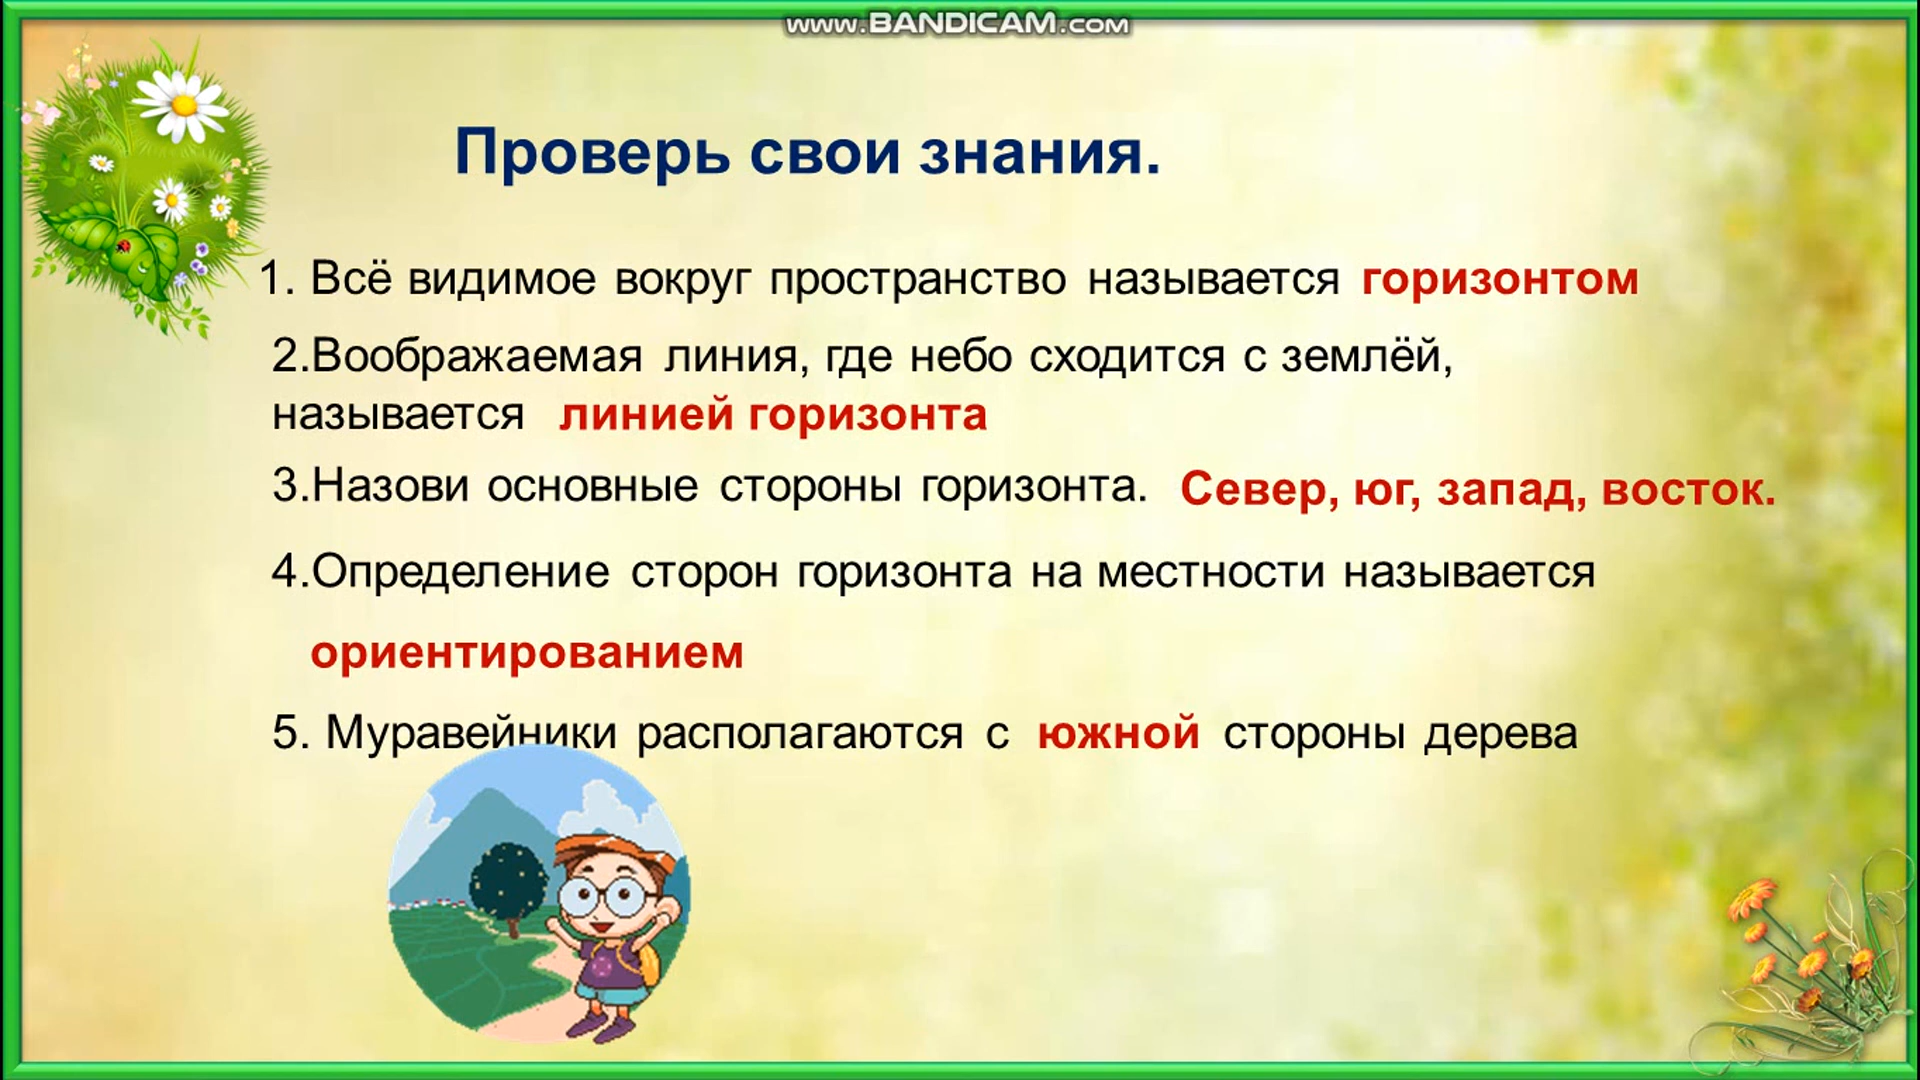 www.BANDICAM.com
Проверь свои знания.
1. Всё видимое вокруг пространство называется горизонтом
2.Воображаемая линия, где небо сходится с землёй,
называется линией горизонта
3.Назови основные стороны горизонта. Север, юг, запад, восток.
4.Определение сторон горизонта на местности называется
ориентированием
5. Муравейники располагаются с южной стороны дерева